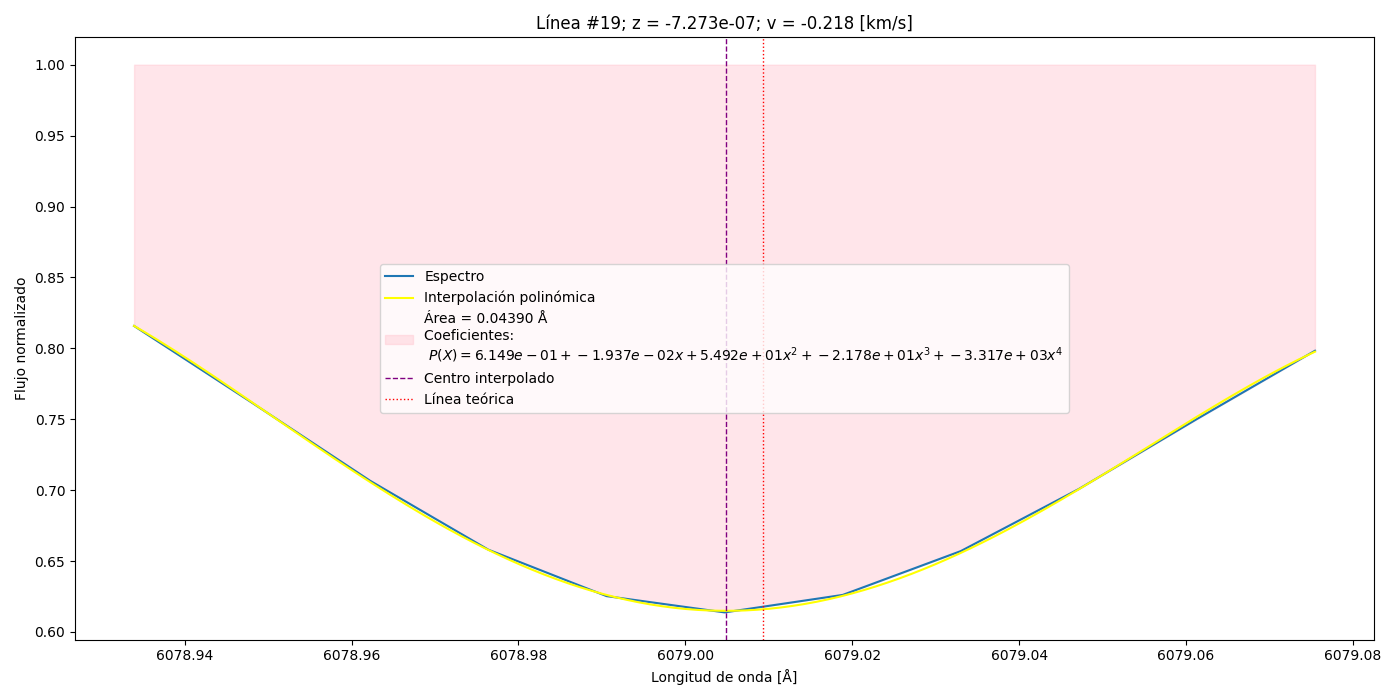 Línea #19; z = -7.273e-07; v = -0.218 [km/s]
1.00
0.95
0.90
0.85
0.80
0.75
0.70
0.65
0.60
Flujo normalizado
Espectro
Interpolación polinómica
Área = 0.04390 Å
Coeficientes:
P(X) = 6.149e − 01 + − 1.937e − 02x + 5.492e + 01x² + − 2.178e + 01x³ + − 3.317e + 03x⁴
Centro interpolado
Línea teórica
6078.94 6078.96 6078.98 6079.00 6079.02 6079.04 6079.06 6079.08
Longitud de onda [Å]